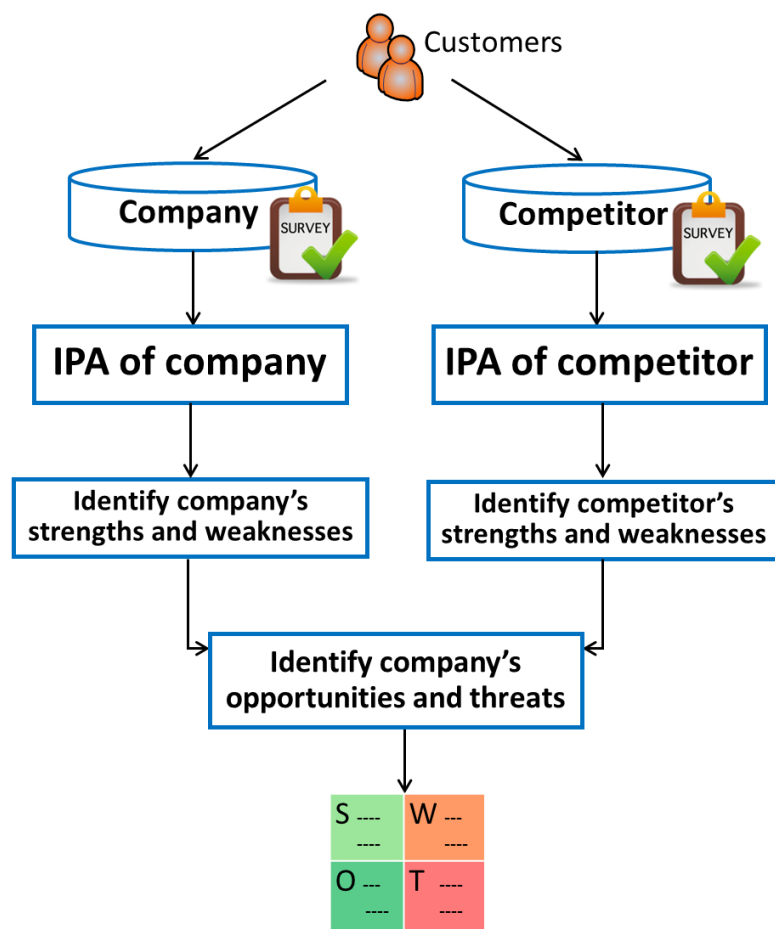 Customers
Company
SURVEY
Competitor
SURVEY
IPA of company
IPA of competitor
Identify company's
strengths and weaknesses
Identify competitor's
strengths and weaknesses
Identify company's
opportunities and threats
S ----
----
W ---
----
O ---
----
T ----
----